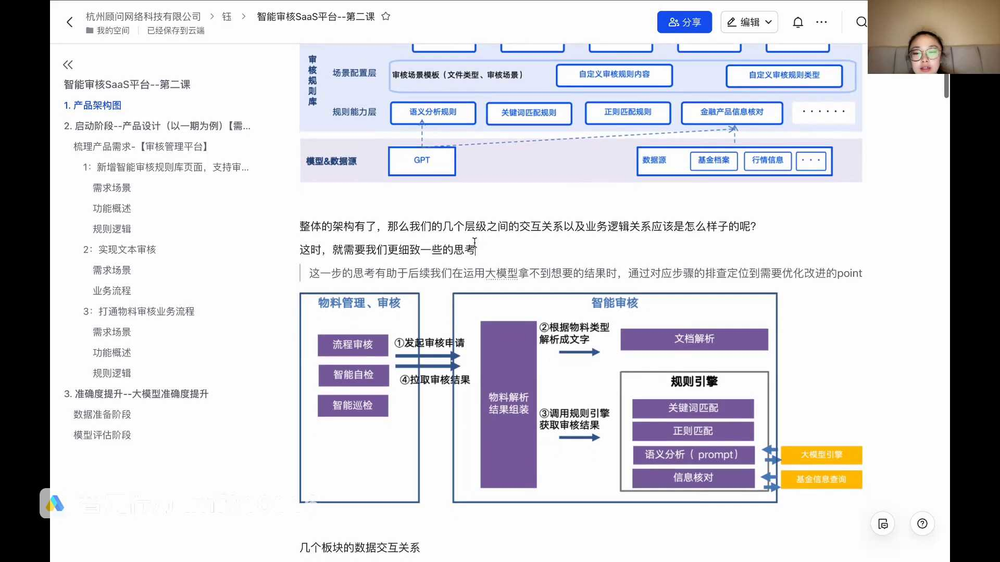 杭州顾问网络科技有限公司 > 钰 > 智能审核SaaS平台--第二课
我的空间 | 已经保存到云端
分享
编辑
智能审核SaaS平台--第二课
1. 产品架构图
2. 启动阶段--产品设计（以一期为例）【需...
梳理产品需求-【审核管理平台】
1：新增智能审核规则库页面，支持审...
需求场景
功能概述
规则逻辑
2：实现文本审核
需求场景
业务流程
3：打通物料审核业务流程
需求场景
功能概述
规则逻辑
3. 准确度提升--大模型准确度提升
数据准备阶段
模型评估阶段
审核规则库
场景配置层
审核场景模板（文件类型、审核场景）
自定义审核规则内容
自定义审核规则类型
规则能力层
语义分析规则
关键词匹配规则
正则匹配规则
金融产品信息核对
······
模型&数据源
GPT
数据源
基金档案
行情信息
···
整体的架构有了，那么我们的几个层级之间的交互关系以及业务逻辑关系应该是怎么样子的呢？
这时，就需要我们更细致一些的思考
这一步的思考有助于后续我们在运用大模型拿不到想要的结果时，通过对应步骤的排查定位到需要优化改进的point
物料管理、审核
流程审核
智能自检
智能巡检
①发起审核申请
④拉取审核结果
智能审核
物料解析
结果组装
②根据物料类型
解析成文字
文档解析
③调用规则引擎
获取审核结果
规则引擎
关键词匹配
正则匹配
语义分析（ prompt）
信息核对
大模型引擎
基金信息查询
几个板块的数据交互关系